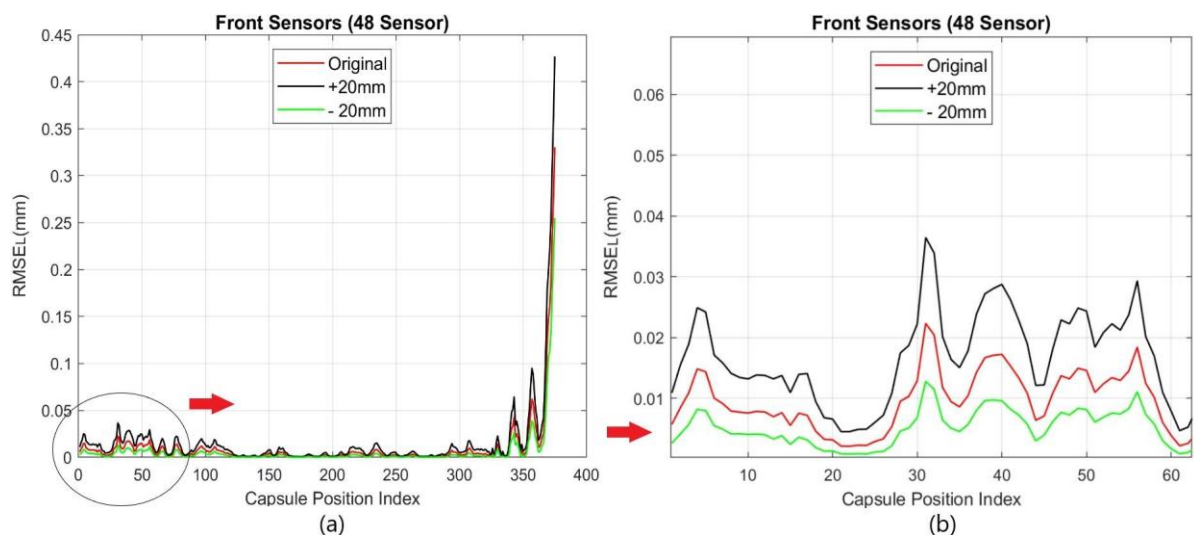 Front Sensors (48 Sensor)
0.45
0.4
0.35
0.3
0.25
0.2
0.15
0.1
0.05
0
RMSEL(mm)
Original
+20mm
- 20mm
0 50 100 150 200 250 300 350 400
Capsule Position Index
(a)
Front Sensors (48 Sensor)
0.06
0.05
0.04
0.03
0.02
0.01
RMSEL(mm)
Original
+20mm
- 20mm
10 20 30 40 50 60
Capsule Position Index
(b)